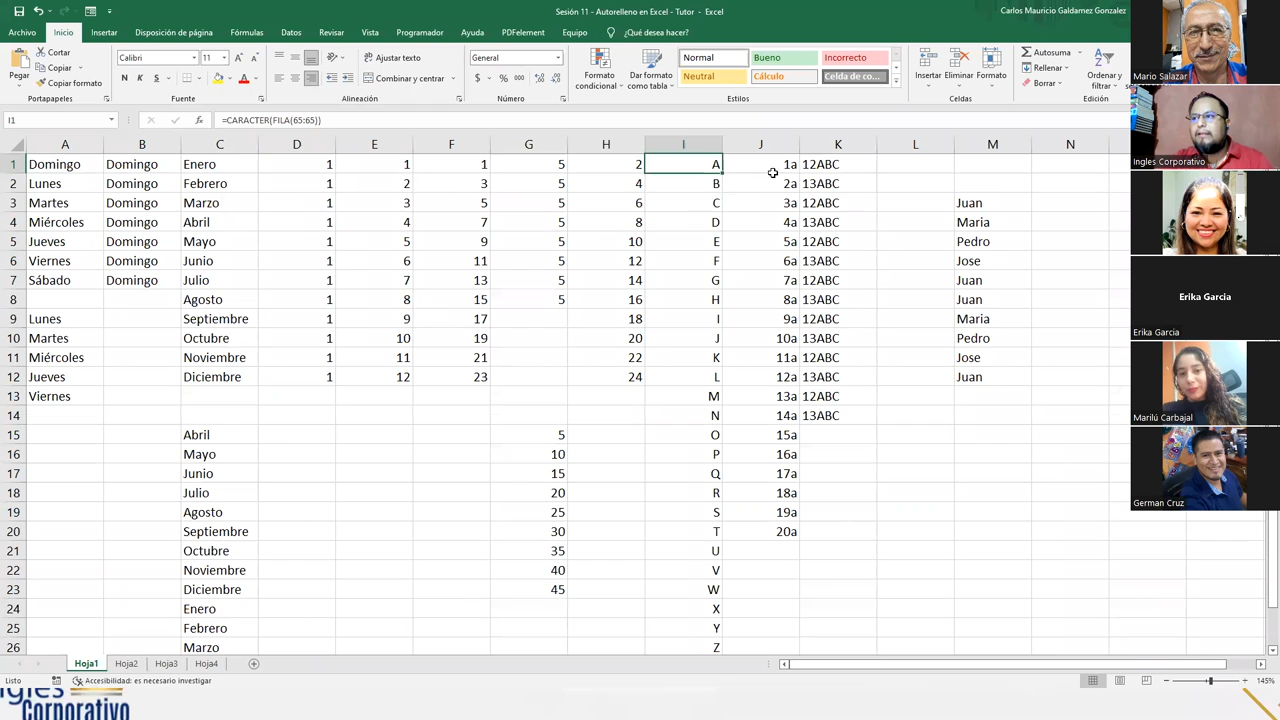 Sesión 11 - Autorelleno en Excel - Tutor - Excel
Carlos Mauricio Galdamez Gonzalez
Archivo Inicio Insertar Disposición de página Fórmulas Datos Revisar Vista Programador Ayuda PDFelement Equipo ¿Qué desea hacer?
Pegar
Cortar
Copiar
Copiar formato
Portapapeles
Calibri 11
N K S
Fuente
Ajustar texto
Combinar y centrar
Alineación
General
Número
Formato condicional
Dar formato como tabla
Normal Bueno Incorrecto
Neutral Cálculo Celda de co...
Estilos
Insertar Eliminar Formato
Celdas
Autosuma
Rellenar
Borrar
Ordenar y filtrar
Edición
I1 fx =CARACTER(FILA(65:65))
A B C D E F G H I J K L M N
1 Domingo Domingo Enero 1 1 1 5 2 A 1a 12ABC
2 Lunes Domingo Febrero 1 2 3 5 4 B 2a 13ABC
3 Martes Domingo Marzo 1 3 5 5 6 C 3a 12ABC Juan
4 Miércoles Domingo Abril 1 4 7 5 8 D 4a 13ABC Maria
5 Jueves Domingo Mayo 1 5 9 5 10 E 5a 12ABC Pedro
6 Viernes Domingo Junio 1 6 11 5 12 F 6a 13ABC Jose
7 Sábado Domingo Julio 1 7 13 5 14 G 7a 12ABC Juan
8 Agosto 1 8 15 5 16 H 8a 13ABC Juan
9 Lunes Septiembre 1 9 17 18 I 9a 12ABC Maria
10 Martes Octubre 1 10 19 20 J 10a 13ABC Pedro
11 Miércoles Noviembre 1 11 21 22 K 11a 12ABC Jose
12 Jueves Diciembre 1 12 23 24 L 12a 13ABC Juan
13 Viernes M 13a 12ABC
14 N 14a 13ABC
15 Abril 5 O 15a
16 Mayo 10 P 16a
17 Junio 15 Q 17a
18 Julio 20 R 18a
19 Agosto 25 S 19a
20 Septiembre 30 T 20a
21 Octubre 35 U
22 Noviembre 40 V
23 Diciembre 45 W
24 Enero X
25 Febrero Y
26 Marzo Z
Hoja1 Hoja2 Hoja3 Hoja4
Listo Accesibilidad: es necesario investigar 145%
Ingles
Corporativo
Mario Salazar
Ingles Corporativo
Erika Garcia
Erika Garcia
Marilú Carbajal
German Cruz